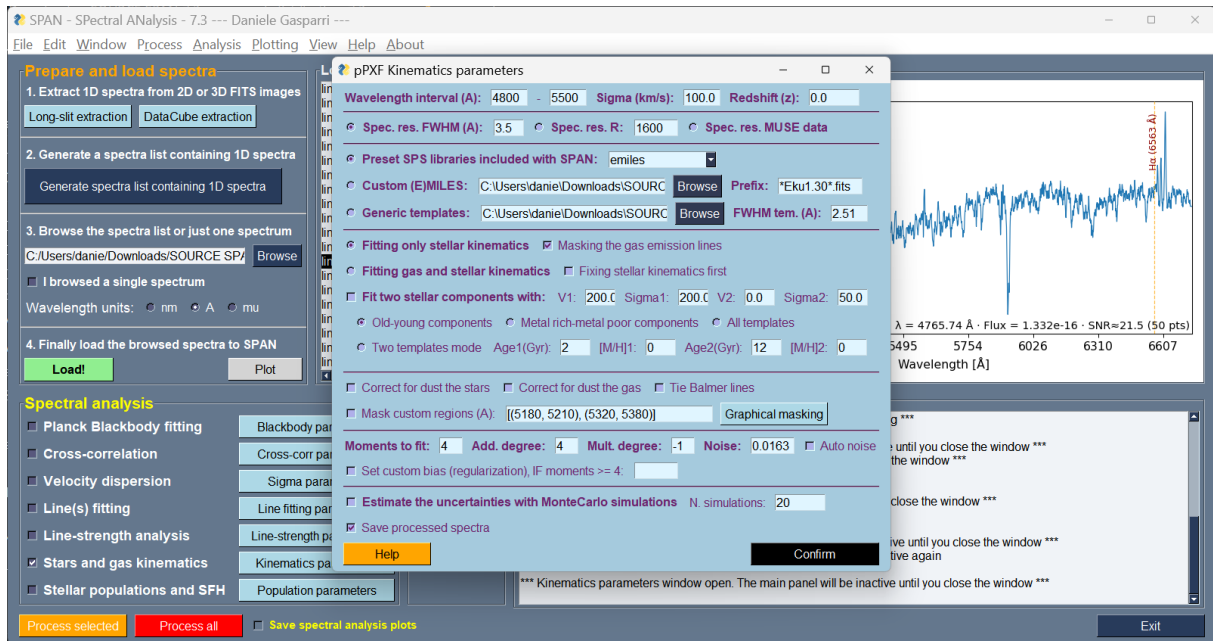 SPAN - SPectral ANalysis - 7.3 --- Daniele Gasparri ---
File Edit Window Process Analysis Plotting View Help About
Prepare and load spectra
1. Extract 1D spectra from 2D or 3D FITS images
Long-slit extraction DataCube extraction
2. Generate a spectra list containing 1D spectra
Generate spectra list containing 1D spectra
3. Browse the spectra list or just one spectrum
C:/Users/danie/Downloads/SOURCE SPA Browse
I browsed a single spectrum
Wavelength units: nm A mu
4. Finally load the browsed spectra to SPAN
Load! Plot
Spectral analysis
Planck Blackbody fitting Blackbody par
Cross-correlation Cross-corr par
Velocity dispersion Sigma para
Line(s) fitting Line fitting par
Line-strength analysis Line-strength pa
Stars and gas kinematics Kinematics pa
Stellar populations and SFH Population parameters
Process selected Process all Save spectral analysis plots
pPXF Kinematics parameters
Wavelength interval (A): 4800 - 5500 Sigma (km/s): 100.0 Redshift (z): 0.0
Spec. res. FWHM (A): 3.5 Spec. res. R: 1600 Spec. res. MUSE data
Preset SPS libraries included with SPAN: emiles
Custom (E)MILES: C:\Users\danie\Downloads\SOURC Browse Prefix: *Eku1.30*.fits
Generic templates: C:\Users\danie\Downloads\SOURC Browse FWHM tem. (A): 2.51
Fitting only stellar kinematics Masking the gas emission lines
Fitting gas and stellar kinematics Fixing stellar kinematics first
Fit two stellar components with: V1: 200.0 Sigma1: 200.0 V2: 0.0 Sigma2: 50.0
Old-young components Metal rich-metal poor components All templates
Two templates mode Age1(Gyr): 2 [M/H]1: 0 Age2(Gyr): 12 [M/H]2: 0
Correct for dust the stars Correct for dust the gas Tie Balmer lines
Mask custom regions (A): [(5180, 5210), (5320, 5380)] Graphical masking
Moments to fit: 4 Add. degree: 4 Mult. degree: -1 Noise: 0.0163 Auto noise
Set custom bias (regularization), IF moments >= 4:
Estimate the uncertainties with MonteCarlo simulations N. simulations: 20
Save processed spectra
Help Confirm
Hα (6563 Å)
λ = 4765.74 Å · Flux = 1.332e-16 · SNR≈21.5 (50 pts)
5495 5754 6026 6310 6607
Wavelength [Å]
g ***
until you close the window ***
the window ***
close the window ***
ive until you close the window ***
tive again
*** Kinematics parameters window open. The main panel will be inactive until you close the window ***
Exit